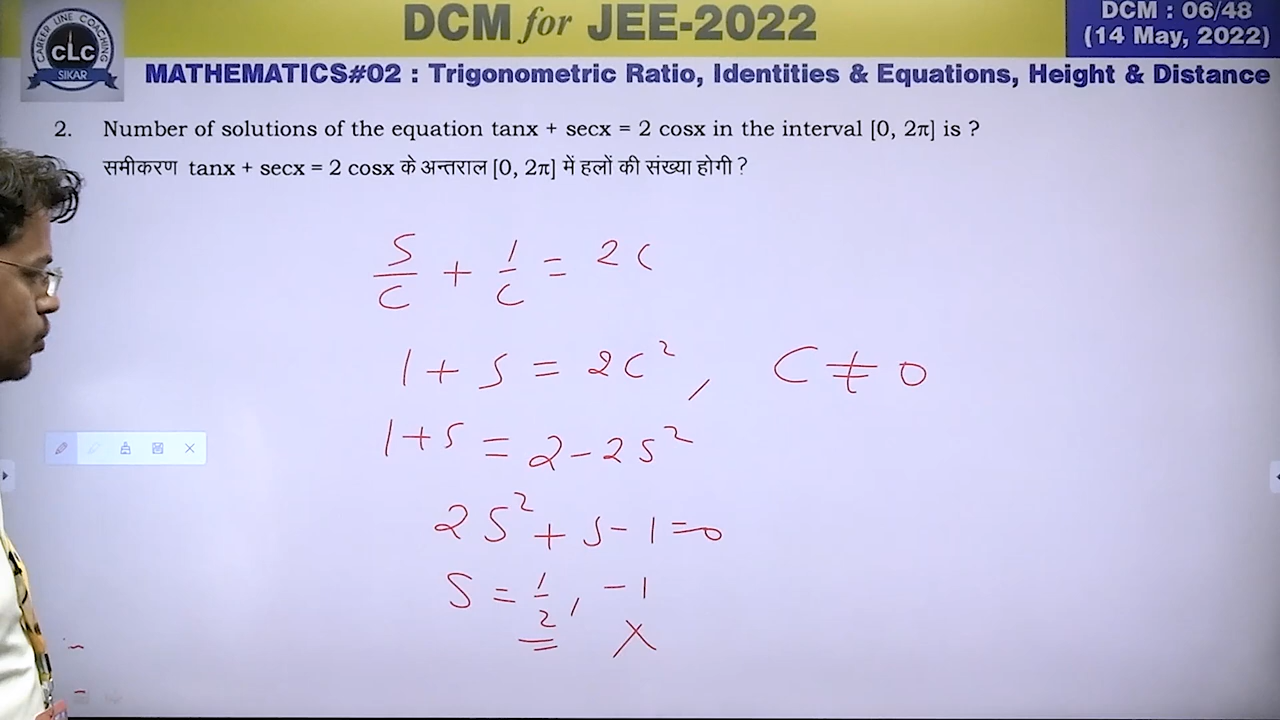 DCM for JEE-2022
DCM : 06/48
(14 May, 2022)
CAREER LINE COACHING
CLC
SIKAR
MATHEMATICS#02 : Trigonometric Ratio, Identities & Equations, Height & Distance
2. Number of solutions of the equation tanx + secx = 2 cosx in the interval [0, 2π] is ?
समीकरण tanx + secx = 2 cosx के अन्तराल [0, 2π] में हलों की संख्या होगी ?
S/C + 1/C = 2C
1 + S = 2C², C ≠ 0
1+S = 2-2S²
2S² + S - 1 = 0
S = 1/2, -1
X